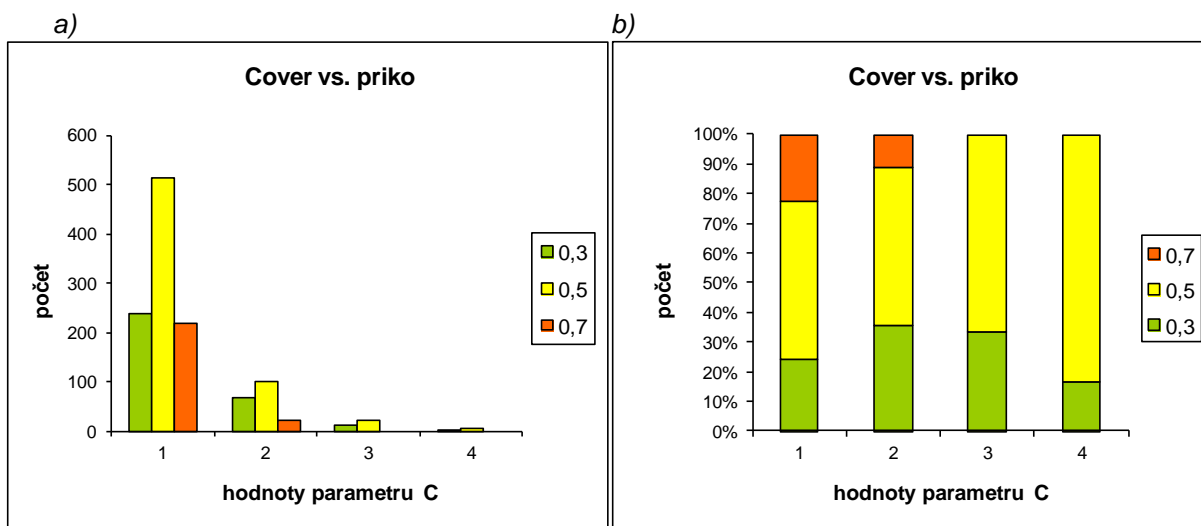 a)
Cover vs. priko
600
500
400
300
200
100
0
počet
1 2 3 4
hodnoty parametru C
0,3
0,5
0,7
b)
Cover vs. priko
100%
90%
80%
70%
60%
50%
40%
30%
20%
10%
0%
počet
1 2 3 4
hodnoty parametru C
0,7
0,5
0,3